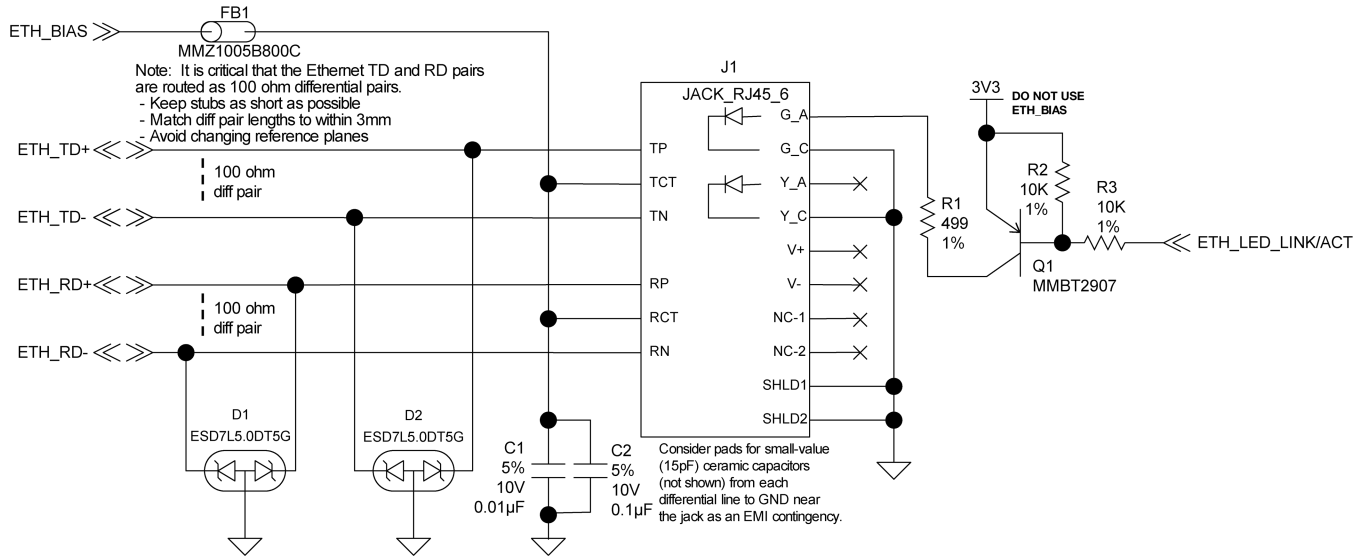 FB1
ETH_BIAS
MMZ1005B800C
Note: It is critical that the Ethernet TD and RD pairs
are routed as 100 ohm differential pairs.
- Keep stubs as short as possible
- Match diff pair lengths to within 3mm
- Avoid changing reference planes
ETH_TD+
100 ohm
diff pair
ETH_TD-
ETH_RD+
100 ohm
diff pair
ETH_RD-
D1
ESD7L5.0DT5G
D2
ESD7L5.0DT5G
C1
5%
10V
0.01µF
C2
5%
10V
0.1µF
J1
JACK_RJ45_6
TP
TCT
TN
RP
RCT
RN
G_A
G_C
Y_A
Y_C
V+
V-
NC-1
NC-2
SHLD1
SHLD2
Consider pads for small-value
(15pF) ceramic capacitors
(not shown) from each
differential line to GND near
the jack as an EMI contingency.
3V3
DO NOT USE
ETH_BIAS
R1
499
1%
R2
10K
1%
R3
10K
1%
Q1
MMBT2907
ETH_LED_LINK/ACT